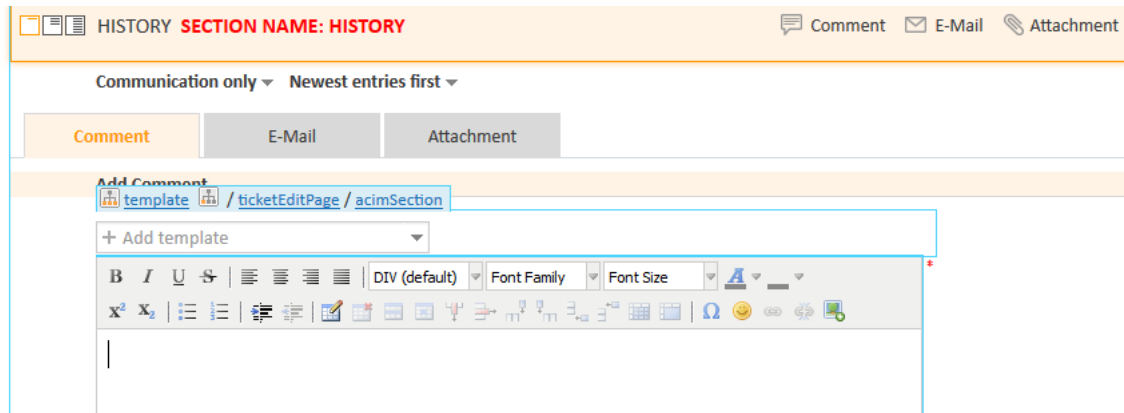 HISTORY SECTION NAME: HISTORY Comment E-Mail Attachment
Communication only Newest entries first
Comment E-Mail Attachment
Add Comment
template / ticketEditPage / acimSection
+ Add template
*
B I U S DIV (default) Font Family Font Size A
x² X₂ Ω